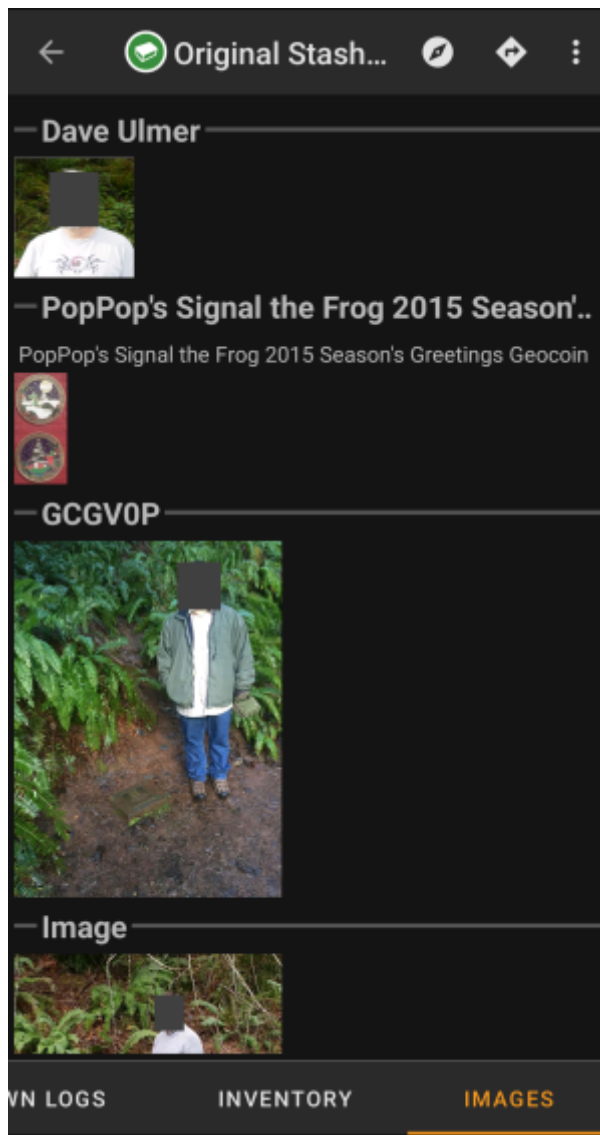 Original Stash...
Dave Ulmer
PopPop's Signal the Frog 2015 Season'..
PopPop's Signal the Frog 2015 Season's Greetings Geocoin
GCGV0P
Image
WN LOGS
INVENTORY
IMAGES